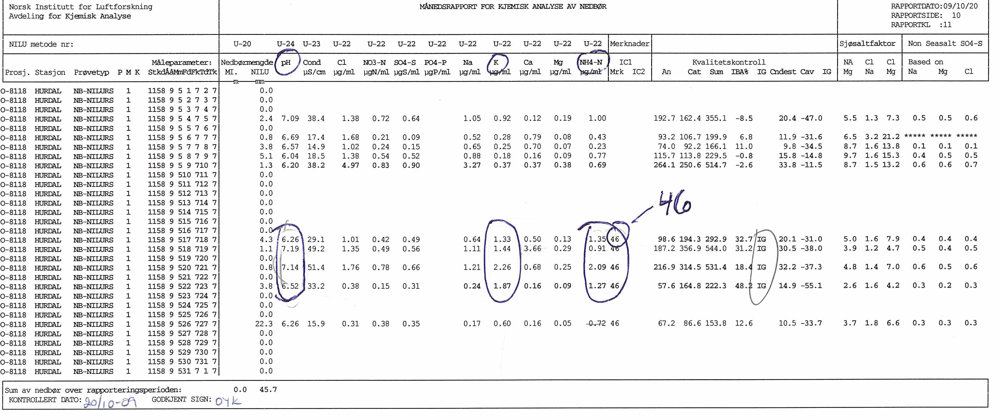 Norsk Institutt for Luftforskning MÅNEDSRAPPORT FOR KJEMISK ANALYSE AV NEDBØR RAPPORTDATO:09/10/20
Avdeling for Kjemisk Analyse RAPPORTSIDE: 10
RAPPORTKL :11
NILU metode nr: U-20 U-24 U-23 U-22 U-22 U-22 U-22 U-22 U-22 U-22 U-22 U-22 Merknader Sjøsaltfaktor Non Seasalt SO4-S
Måleparameter: Nedbørmengde pH Cond Cl NO3-N SO4-S PO4-P Na K Ca Mg NH4-N IC1 Kvalitetskontroll NA Cl Cl Based on
Prosj. Stasjon Prøvetyp P M K StkdÅåMmFdFkTdTk MI. NILU µS/cm µg/ml µgN/ml µgS/ml µgP/ml µg/ml µg/ml µg/ml µg/ml µg/ml Mrk IC2 An Cat Sum IBA% IG Cndest Cav IG Mg Na Mg Na Mg Cl
m mm
O-8118 HURDAL NB-NILURS 1 1158 9 5 1 7 2 7 0.0
O-8118 HURDAL NB-NILURS 1 1158 9 5 2 7 3 7 0.0
O-8118 HURDAL NB-NILURS 1 1158 9 5 3 7 4 7 0.0
O-8118 HURDAL NB-NILURS 1 1158 9 5 4 7 5 7 2.4 7.09 38.4 1.38 0.72 0.64 1.05 0.92 0.12 0.19 1.00 192.7 162.4 355.1 -8.5 20.4 -47.0 5.5 1.3 7.3 0.5 0.5 0.6
O-8118 HURDAL NB-NILURS 1 1158 9 5 5 7 6 7 0.0
O-8118 HURDAL NB-NILURS 1 1158 9 5 6 7 7 7 0.8 6.69 17.4 1.68 0.21 0.09 0.52 0.28 0.79 0.08 0.43 93.2 106.7 199.9 6.8 11.9 -31.6 6.5 3.2 21.2 ***** ***** *****
O-8118 HURDAL NB-NILURS 1 1158 9 5 7 7 8 7 3.8 6.57 14.9 1.02 0.24 0.15 0.65 0.25 0.70 0.07 0.23 74.0 92.2 166.1 11.0 9.8 -34.5 8.7 1.6 13.8 0.1 0.1 0.1
O-8118 HURDAL NB-NILURS 1 1158 9 5 8 7 9 7 5.1 6.04 18.5 1.38 0.54 0.52 0.88 0.18 0.16 0.09 0.77 115.7 113.8 229.5 -0.8 15.8 -14.8 9.7 1.6 15.3 0.4 0.5 0.5
O-8118 HURDAL NB-NILURS 1 1158 9 5 9 710 7 1.3 6.20 38.2 4.97 0.83 0.90 3.27 0.37 0.37 0.38 0.69 264.1 250.6 514.7 -2.6 33.8 -11.5 8.7 1.5 13.2 0.6 0.6 0.7
O-8118 HURDAL NB-NILURS 1 1158 9 510 711 7 0.0
O-8118 HURDAL NB-NILURS 1 1158 9 511 712 7 0.0
O-8118 HURDAL NB-NILURS 1 1158 9 512 713 7 0.0
O-8118 HURDAL NB-NILURS 1 1158 9 513 714 7 0.0
46
O-8118 HURDAL NB-NILURS 1 1158 9 514 715 7 0.0
O-8118 HURDAL NB-NILURS 1 1158 9 515 716 7 0.0
O-8118 HURDAL NB-NILURS 1 1158 9 516 717 7 0.0
O-8118 HURDAL NB-NILURS 1 1158 9 517 718 7 4.3 6.26 29.1 1.01 0.42 0.49 0.64 1.33 0.50 0.13 1.35 46 98.6 194.3 292.9 32.7 IG 20.1 -31.0 5.0 1.6 7.9 0.4 0.4 0.4
O-8118 HURDAL NB-NILURS 1 1158 9 518 719 7 1.1 7.19 49.2 1.35 0.49 0.56 1.11 1.44 3.66 0.29 0.91 46 187.2 356.9 544.0 31.2 IG 30.5 -38.0 3.9 1.2 4.7 0.5 0.4 0.5
O-8118 HURDAL NB-NILURS 1 1158 9 519 720 7 0.0
O-8118 HURDAL NB-NILURS 1 1158 9 520 721 7 0.8 7.14 51.4 1.76 0.78 0.66 1.21 2.26 0.68 0.25 2.09 46 216.9 314.5 531.4 18.4 IG 32.2 -37.3 4.8 1.4 7.0 0.6 0.5 0.6
O-8118 HURDAL NB-NILURS 1 1158 9 521 722 7 0.0
O-8118 HURDAL NB-NILURS 1 1158 9 522 723 7 3.8 6.52 33.2 0.38 0.15 0.31 0.24 1.87 0.16 0.09 1.27 46 57.6 164.8 222.3 48.2 IG 14.9 -55.1 2.6 1.6 4.2 0.3 0.2 0.3
O-8118 HURDAL NB-NILURS 1 1158 9 523 724 7 0.0
O-8118 HURDAL NB-NILURS 1 1158 9 524 725 7 0.0
O-8118 HURDAL NB-NILURS 1 1158 9 525 726 7 0.0
O-8118 HURDAL NB-NILURS 1 1158 9 526 727 7 22.3 6.26 15.9 0.31 0.38 0.35 0.17 0.60 0.16 0.05 0.72 46 67.2 86.6 153.8 12.6 10.5 -33.7 3.7 1.8 6.6 0.3 0.3 0.3
O-8118 HURDAL NB-NILURS 1 1158 9 527 728 7 0.0
O-8118 HURDAL NB-NILURS 1 1158 9 528 729 7 0.0
O-8118 HURDAL NB-NILURS 1 1158 9 529 730 7 0.0
O-8118 HURDAL NB-NILURS 1 1158 9 530 731 7 0.0
O-8118 HURDAL NB-NILURS 1 1158 9 531 7 1 7 0.0
Sum av nedbør over rapporteringsperioden: 0.0 45.7
KONTROLLERT DATO: 20/10-09 GODKJENT SIGN: OYK